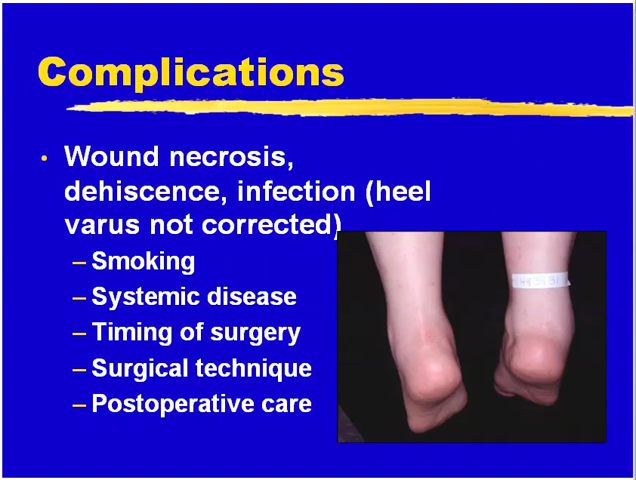 Complications
• Wound necrosis,
dehiscence, infection (heel
varus not corrected)
– Smoking
– Systemic disease
– Timing of surgery
– Surgical technique
– Postoperative care